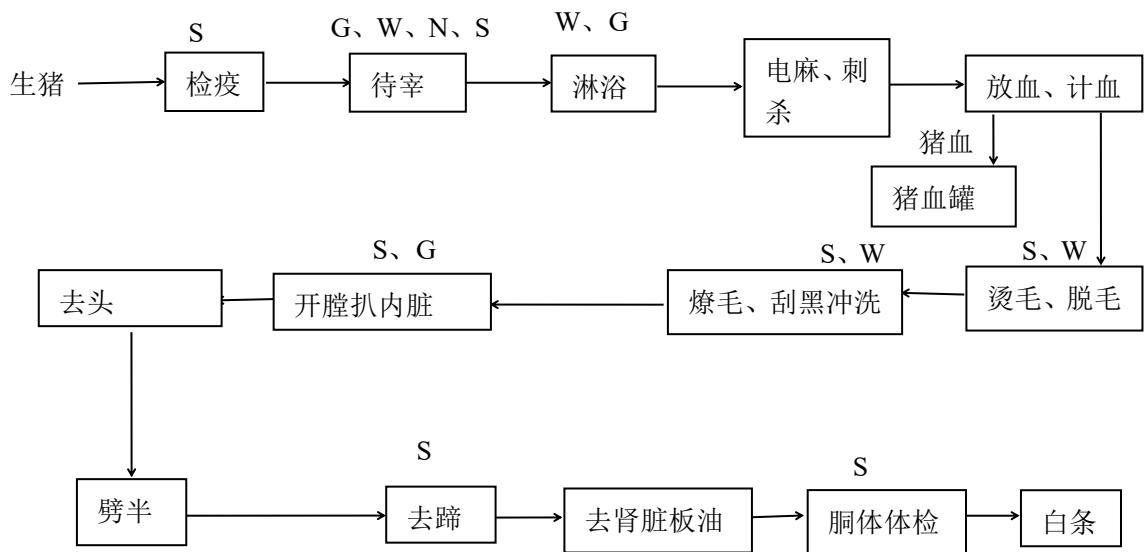 S
G、W、N、S
W、G
生猪
检疫
待宰
淋浴
电麻、刺
杀
放血、计血
猪血
猪血罐
S、G
S、W
S、W
去头
开膛扒内脏
燎毛、刮黑冲洗
烫毛、脱毛
S
S
劈半
去蹄
去肾脏板油
胴体体检
白条